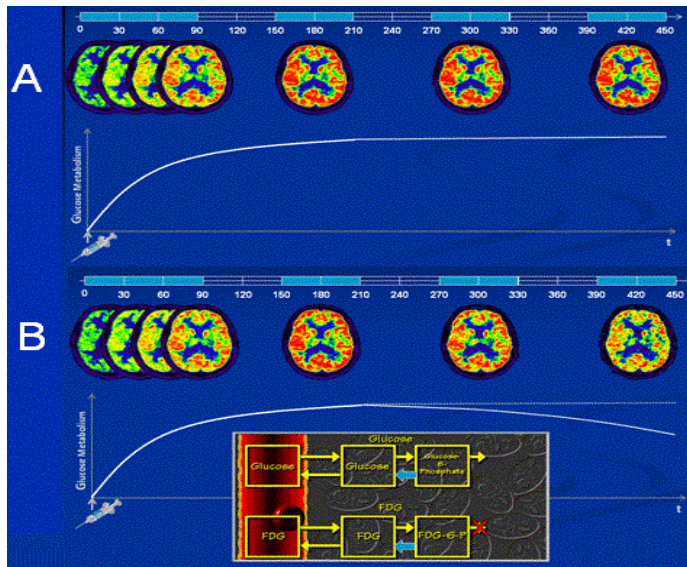 0 30 60 90 120 150 180 210 240 270 300 330 360 390 420 450
A
Glucose Metabolism
t
0 30 60 90 120 150 180 210 240 270 300 330 360 390 420 450
B
Glucose Metabolism
t
Glucose
Glucose
Glucose
Glucose-
6-
Phosphate
FDG
FDG
FDG
FDG-6-P